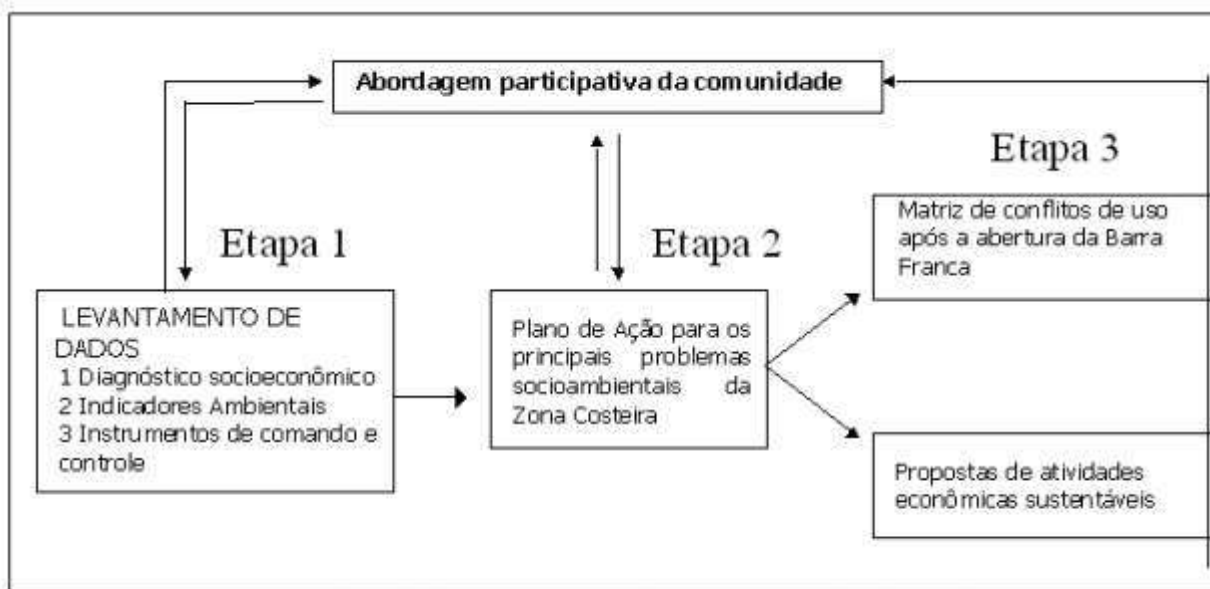 Abordagem participativa da comunidade
Etapa 1
LEVANTAMENTO DE
DADOS
1 Diagnóstico socioeconômico
2 Indicadores Ambientais
3 Instrumentos de comando e
controle
Etapa 2
Plano de Ação para os
principais problemas
socioambientais da
Zona Costeira
Etapa 3
Matriz de conflitos de uso
após a abertura da Barra
Franca
Propostas de atividades
econômicas sustentáveis